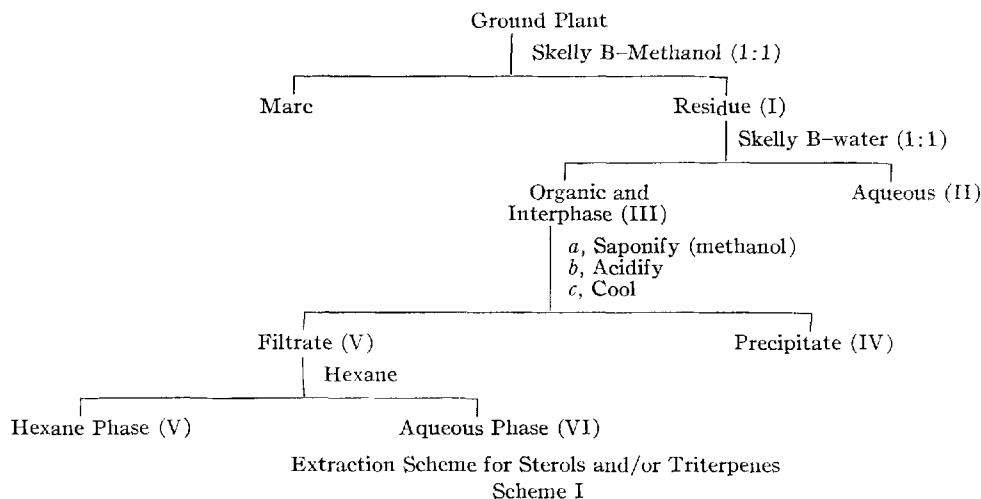 Ground Plant
Skelly B–Methanol (1:1)
Marc
Residue (I)
Skelly B–water (1:1)
Organic and
Interphase (III)
Aqueous (II)
a, Saponify (methanol)
b, Acidify
c, Cool
Filtrate (V)
Precipitate (IV)
Hexane
Hexane Phase (V)
Aqueous Phase (VI)
Extraction Scheme for Sterols and/or Triterpenes
Scheme I